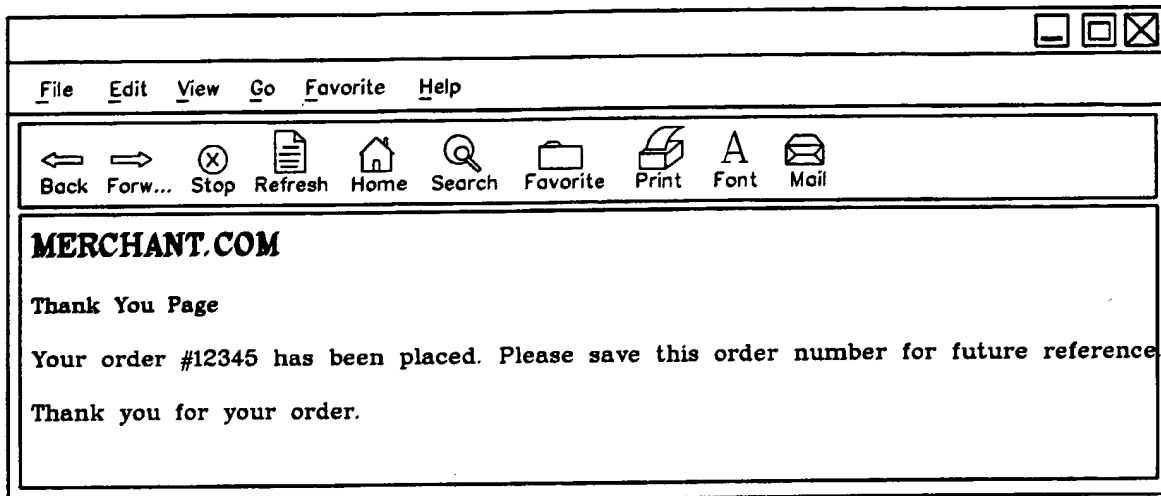 File Edit View Go Favorite Help
Back Forw... Stop Refresh Home Search Favorite Print Font Mail
MERCHANT.COM
Thank You Page
Your order #12345 has been placed. Please save this order number for future reference.
Thank you for your order.